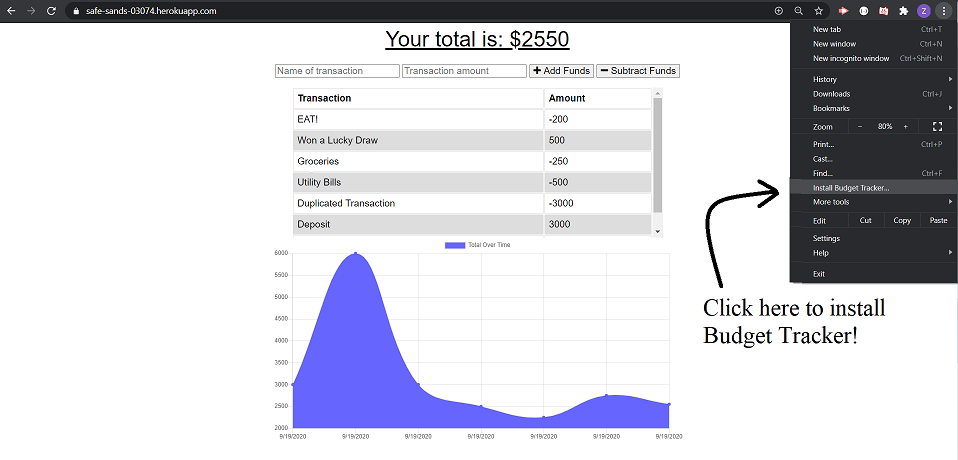 safe-sands-03074.herokuapp.com
Z
Your total is: $2550
Name of transaction Transaction amount + Add Funds − Subtract Funds
Transaction Amount
EAT! -200
Won a Lucky Draw 500
Groceries -250
Utility Bills -500
Duplicated Transaction -3000
Deposit 3000
Total Over Time
6000
5500
5000
4500
4000
3500
3000
2500
2000
9/19/2020 9/19/2020 9/19/2020 9/19/2020 9/19/2020 9/19/2020 9/19/2020
New tab Ctrl+T
New window Ctrl+N
New incognito window Ctrl+Shift+N
History
Downloads Ctrl+J
Bookmarks
Zoom − 80% +
Print... Ctrl+P
Cast...
Find... Ctrl+F
Install Budget Tracker...
More tools
Edit Cut Copy Paste
Settings
Help
Exit
Click here to install
Budget Tracker!